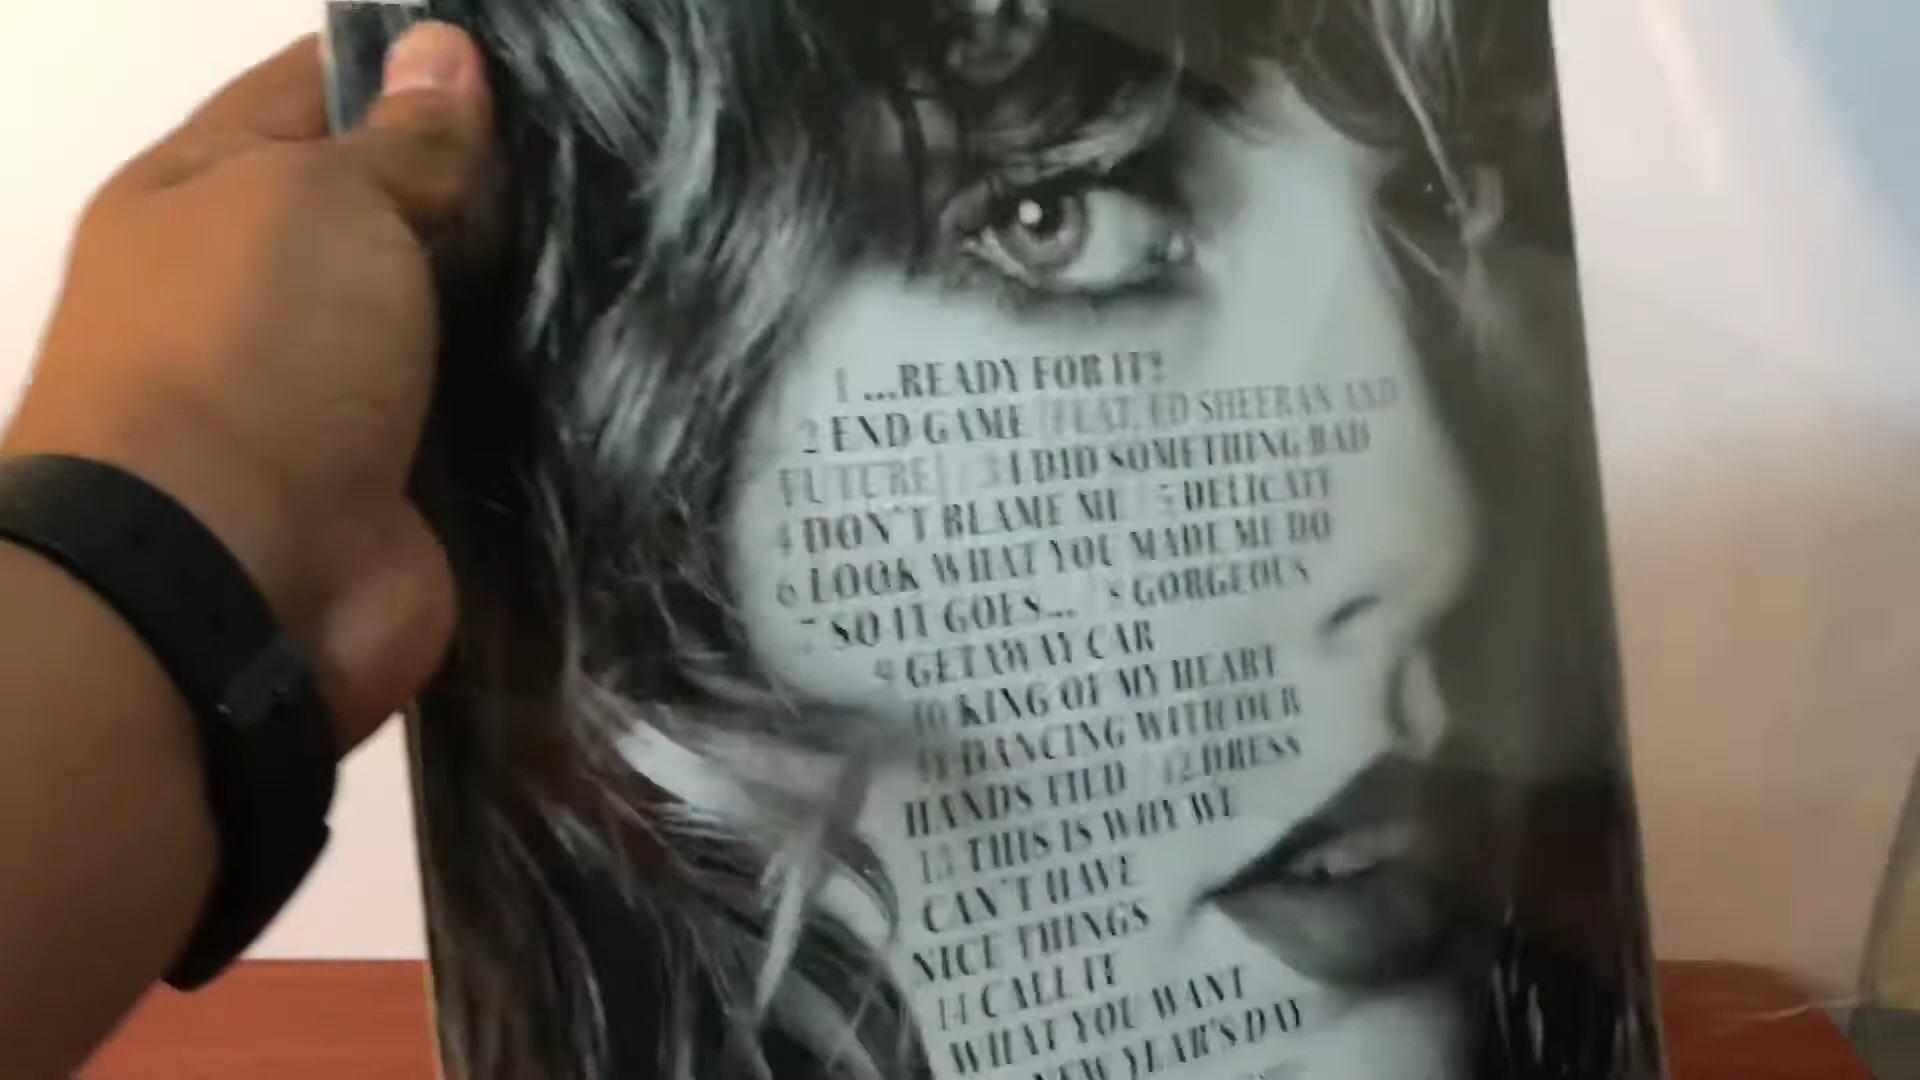 1 ...READY FOR IT?
2 END GAME (FEAT. ED SHEERAN AND
FUTURE) / 3 I DID SOMETHING BAD
4 DON'T BLAME ME / 5 DELICATE
6 LOOK WHAT YOU MADE ME DO
7 SO IT GOES... / 8 GORGEOUS
9 GETAWAY CAR
10 KING OF MY HEART
11 DANCING WITH OUR
HANDS TIED / 12 DRESS
13 THIS IS WHY WE
CAN'T HAVE
NICE THINGS
14 CALL IT
WHAT YOU WANT
NEW YEAR'S DAY